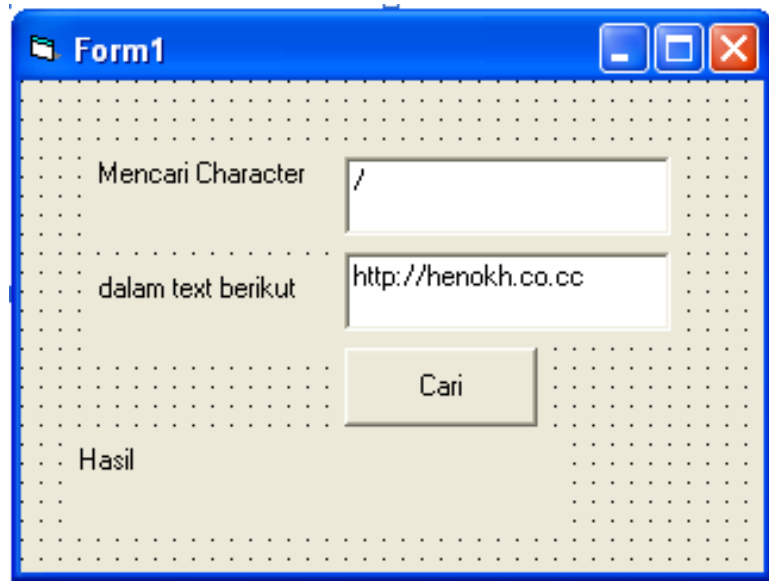 Form1
Mencari Character
/
dalam text berikut
http://henokh.co.cc
Cari
Hasil